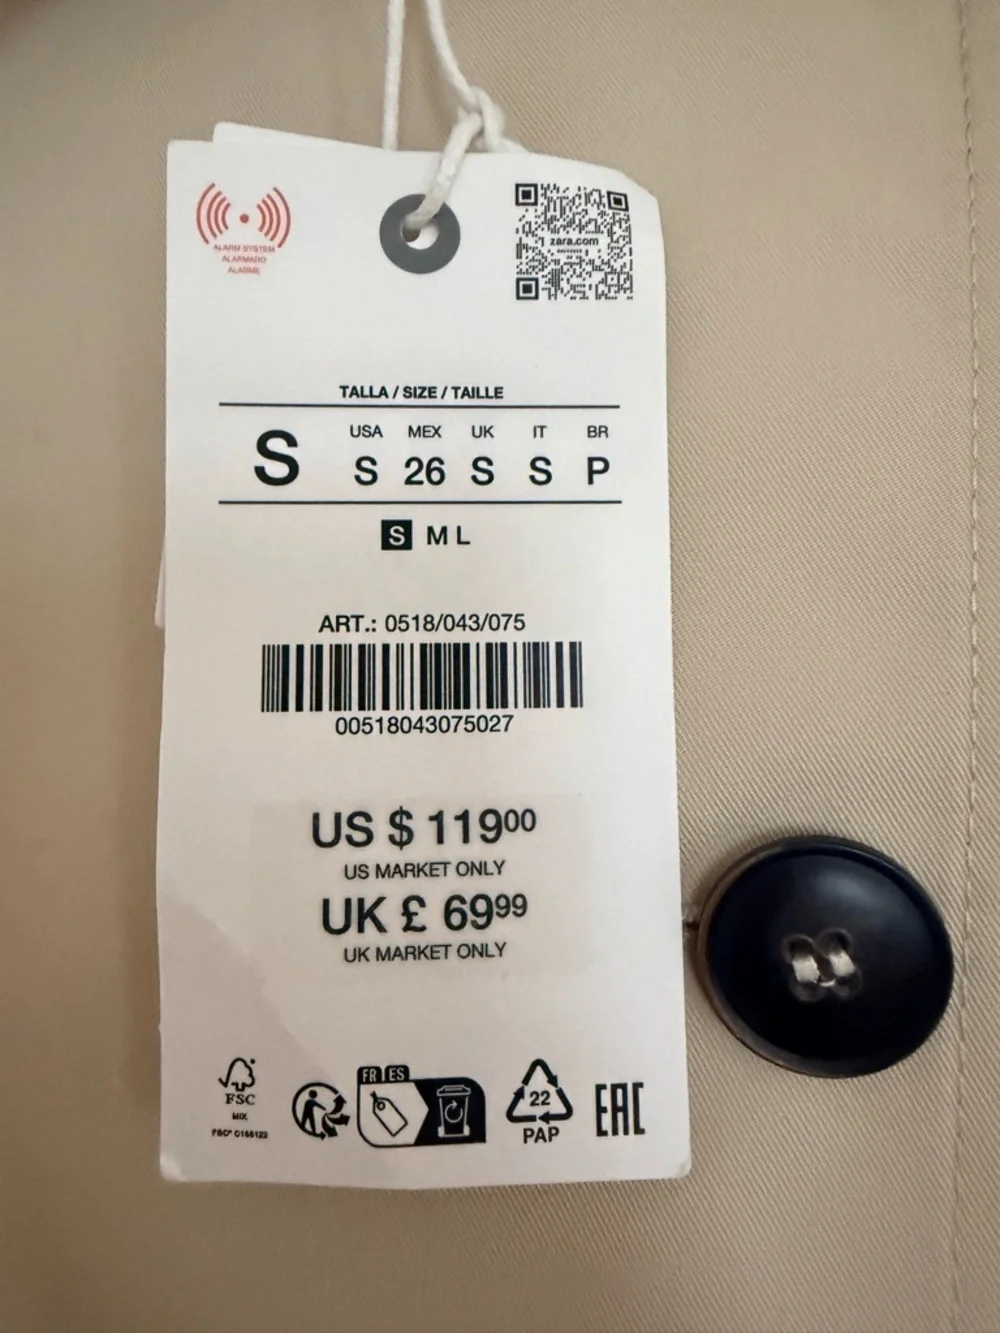 ALARM SYSTEM
ALARMADO
ALARME
zara.com
TALLA / SIZE / TAILLE
USA MEX UK IT BR
S S 26 S S P
S M L
ART.: 0518/043/075
00518043075027
US $ 11900
US MARKET ONLY
UK £ 6999
UK MARKET ONLY
FR ES
FSC
MIX
22
PAP
EAC